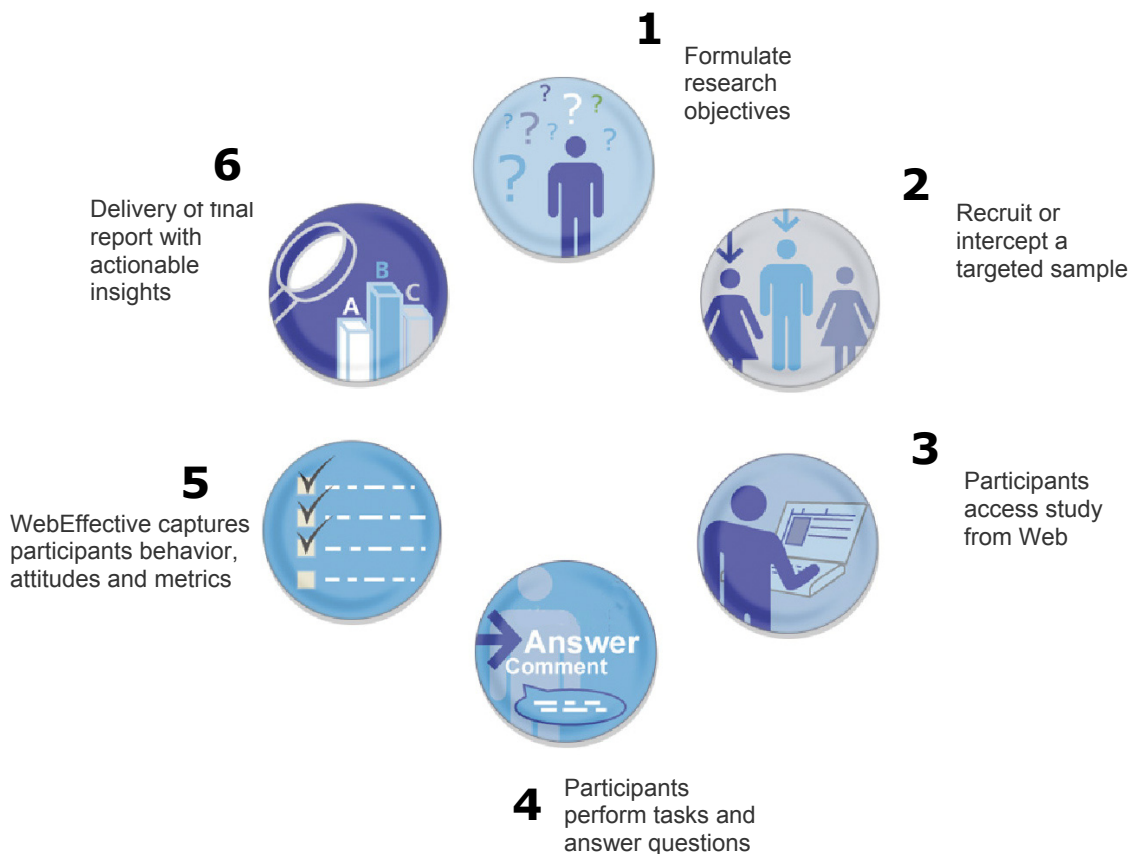 1
Formulate
research
objectives
2
Recruit or
intercept a
targeted sample
3
Participants
access study
from Web
4
Participants
perform tasks and
answer questions
5
WebEffective captures
participants behavior,
attitudes and metrics
6
Delivery of final
report with
actionable
insights
? ? ? ? ? ? ? ?
A B C
Answer
Comment